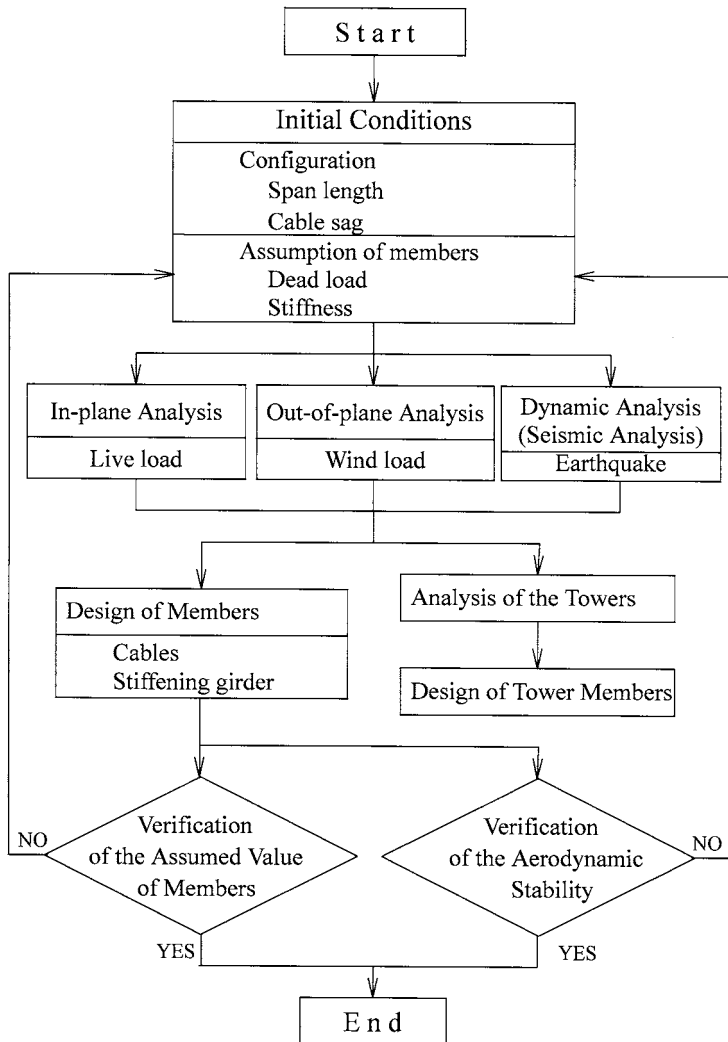 Start
Initial Conditions
Configuration
Span length
Cable sag
Assumption of members
Dead load
Stiffness
In-plane Analysis
Live load
Out-of-plane Analysis
Wind load
Dynamic Analysis
(Seismic Analysis)
Earthquake
Design of Members
Cables
Stiffening girder
Analysis of the Towers
Design of Tower Members
Verification
of the Assumed Value
of Members
NO
YES
Verification
of the Aerodynamic
Stability
NO
YES
End